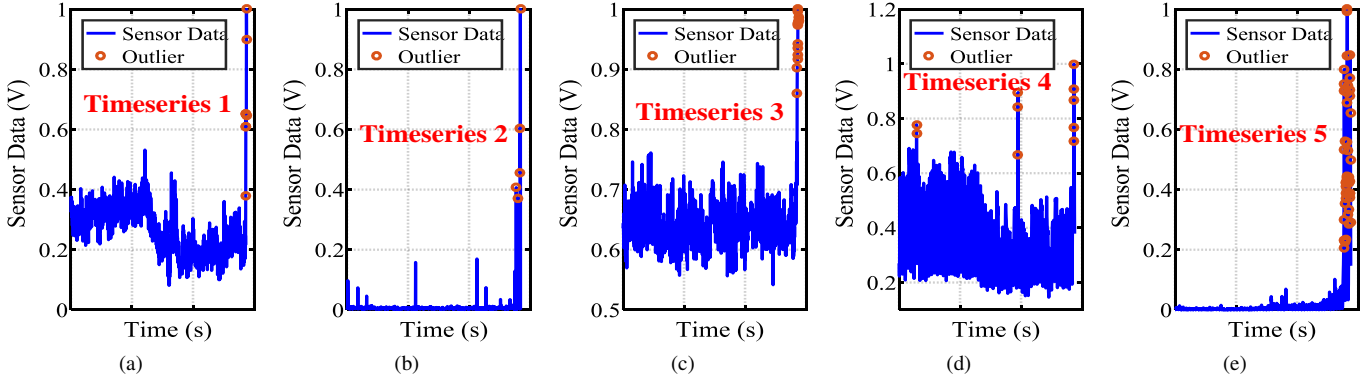 Sensor Data (V)
1
0.8
0.6
0.4
0.2
0
Sensor Data
Outlier
Timeseries 1
Time (s)
(a)
Sensor Data (V)
1
0.8
0.6
0.4
0.2
0
Sensor Data
Outlier
Timeseries 2
Time (s)
(b)
Sensor Data (V)
1
0.9
0.8
0.7
0.6
0.5
Sensor Data
Outlier
Timeseries 3
Time (s)
(c)
Sensor Data (V)
1.2
1
0.8
0.6
0.4
0.2
Sensor Data
Outlier
Timeseries 4
Time (s)
(d)
Sensor Data (V)
1
0.8
0.6
0.4
0.2
0
Sensor Data
Outlier
Timeseries 5
Time (s)
(e)